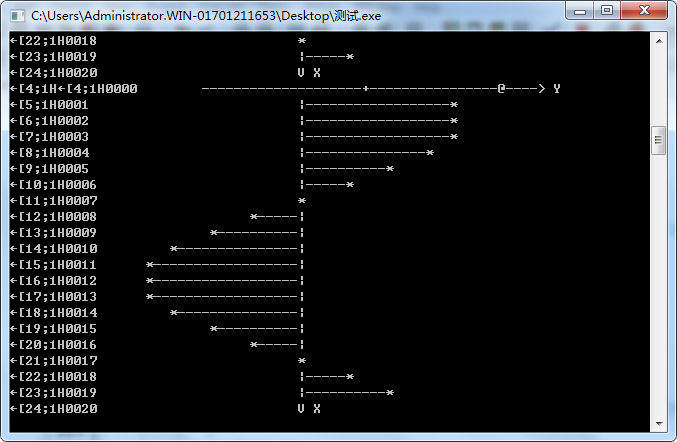 C:\Users\Administrator.WIN-01701211653\Desktop\测试.exe
←[22;1H0018                         *
←[23;1H0019                         ¦-----*
←[24;1H0020                         V X
←[4;1H←[4;1H0000        --------------------+----------------@----> Y
←[5;1H0001                          ¦------------------*
←[6;1H0002                          ¦------------------*
←[7;1H0003                          ¦------------------*
←[8;1H0004                          ¦---------------*
←[9;1H0005                          ¦----------*
←[10;1H0006                         ¦-----*
←[11;1H0007                         *
←[12;1H0008                   *-----¦
←[13;1H0009              *----------¦
←[14;1H0010         *---------------¦
←[15;1H0011      *------------------¦
←[16;1H0012      *------------------¦
←[17;1H0013      *------------------¦
←[18;1H0014         *---------------¦
←[19;1H0015              *----------¦
←[20;1H0016                   *-----¦
←[21;1H0017                         *
←[22;1H0018                         ¦-----*
←[23;1H0019                         ¦----------*
←[24;1H0020                         V X